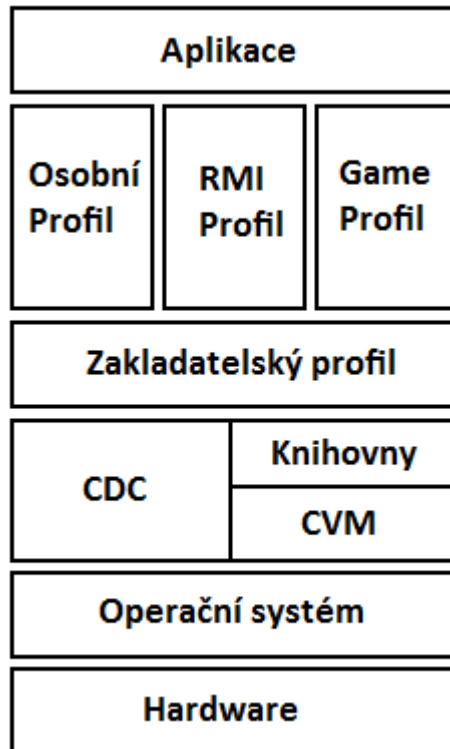 Aplikace
Osobní
Profil
RMI
Profil
Game
Profil
Zakladatelský profil
CDC
Knihovny
CVM
Operační systém
Hardware